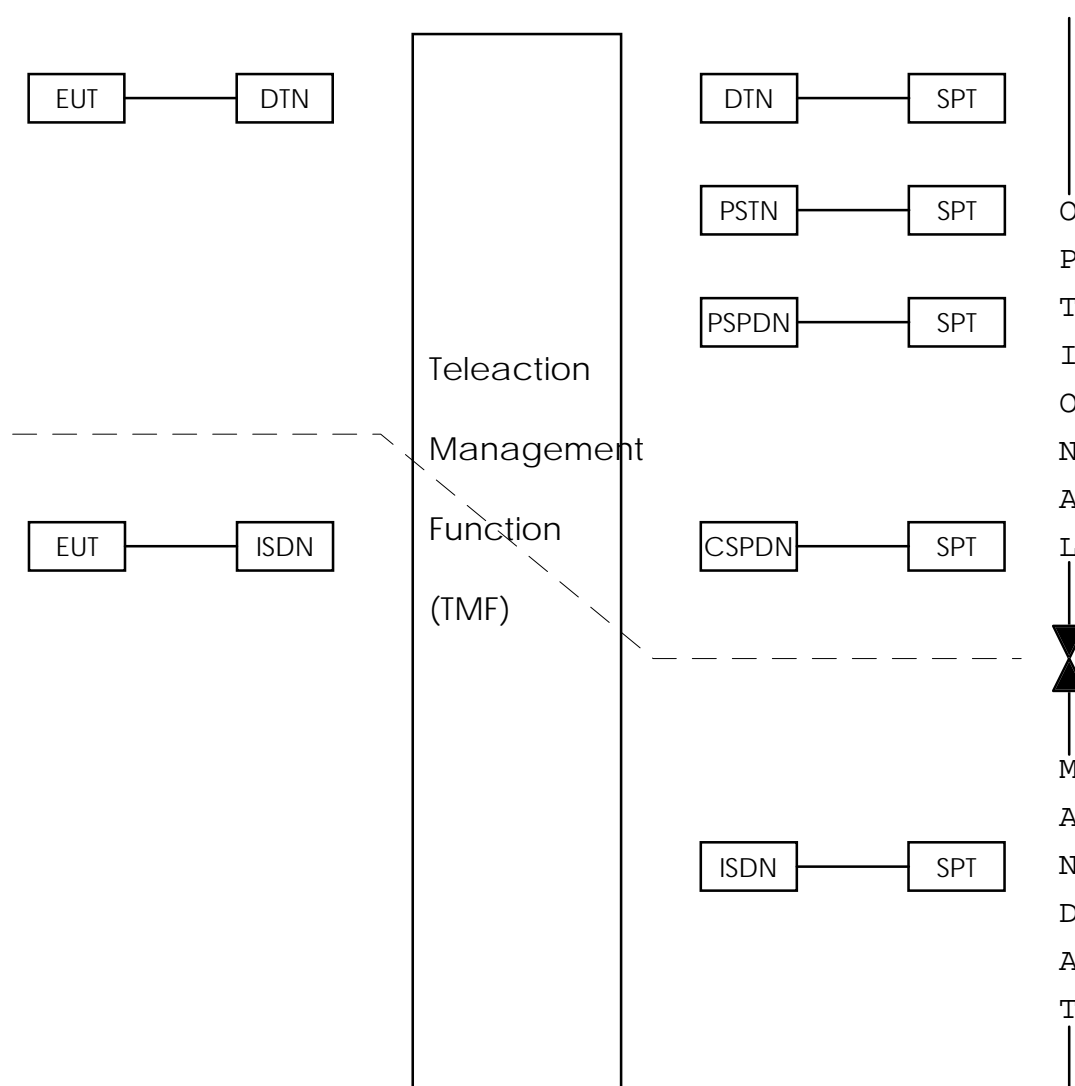 EUT DTN DTN SPT
PSTN SPT
PSPDN SPT
Teleaction
Management
Function
(TMF)
EUT ISDN CSPDN SPT
ISDN SPT
O
P
T
I
O
N
A
L
M
A
N
D
A
T